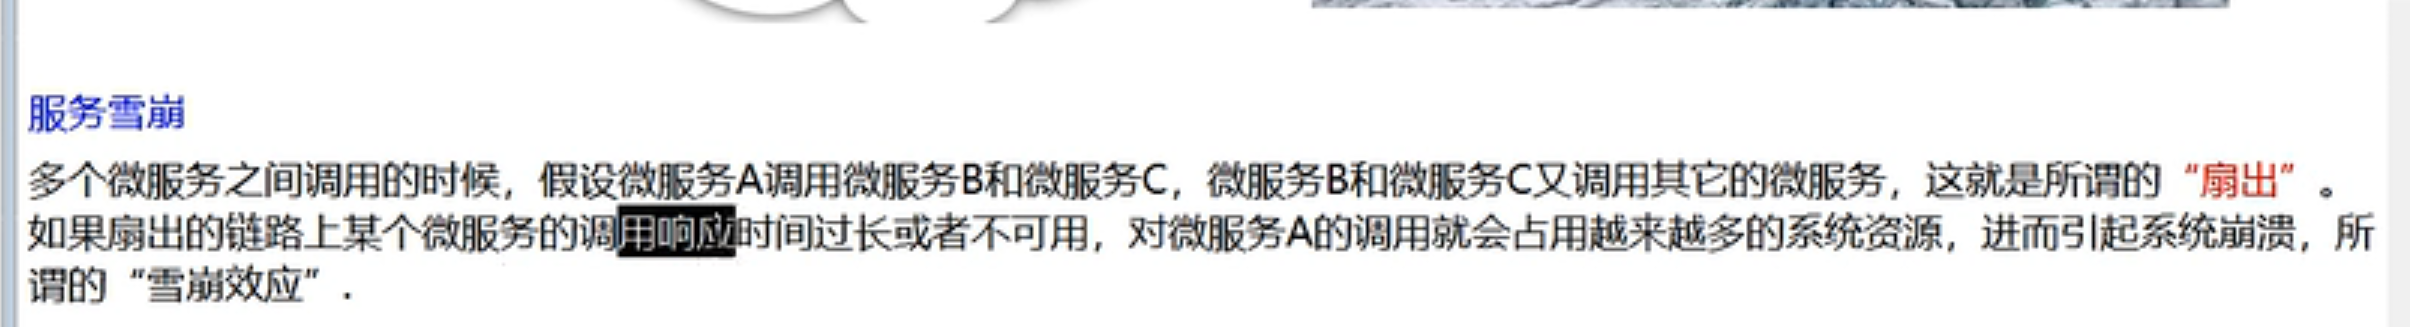 服务雪崩
多个微服务之间调用的时候，假设微服务A调用微服务B和微服务C，微服务B和微服务C又调用其它的微服务，这就是所谓的“扇出”。
如果扇出的链路上某个微服务的调用响应时间过长或者不可用，对微服务A的调用就会占用越来越多的系统资源，进而引起系统崩溃，所
谓的“雪崩效应”.